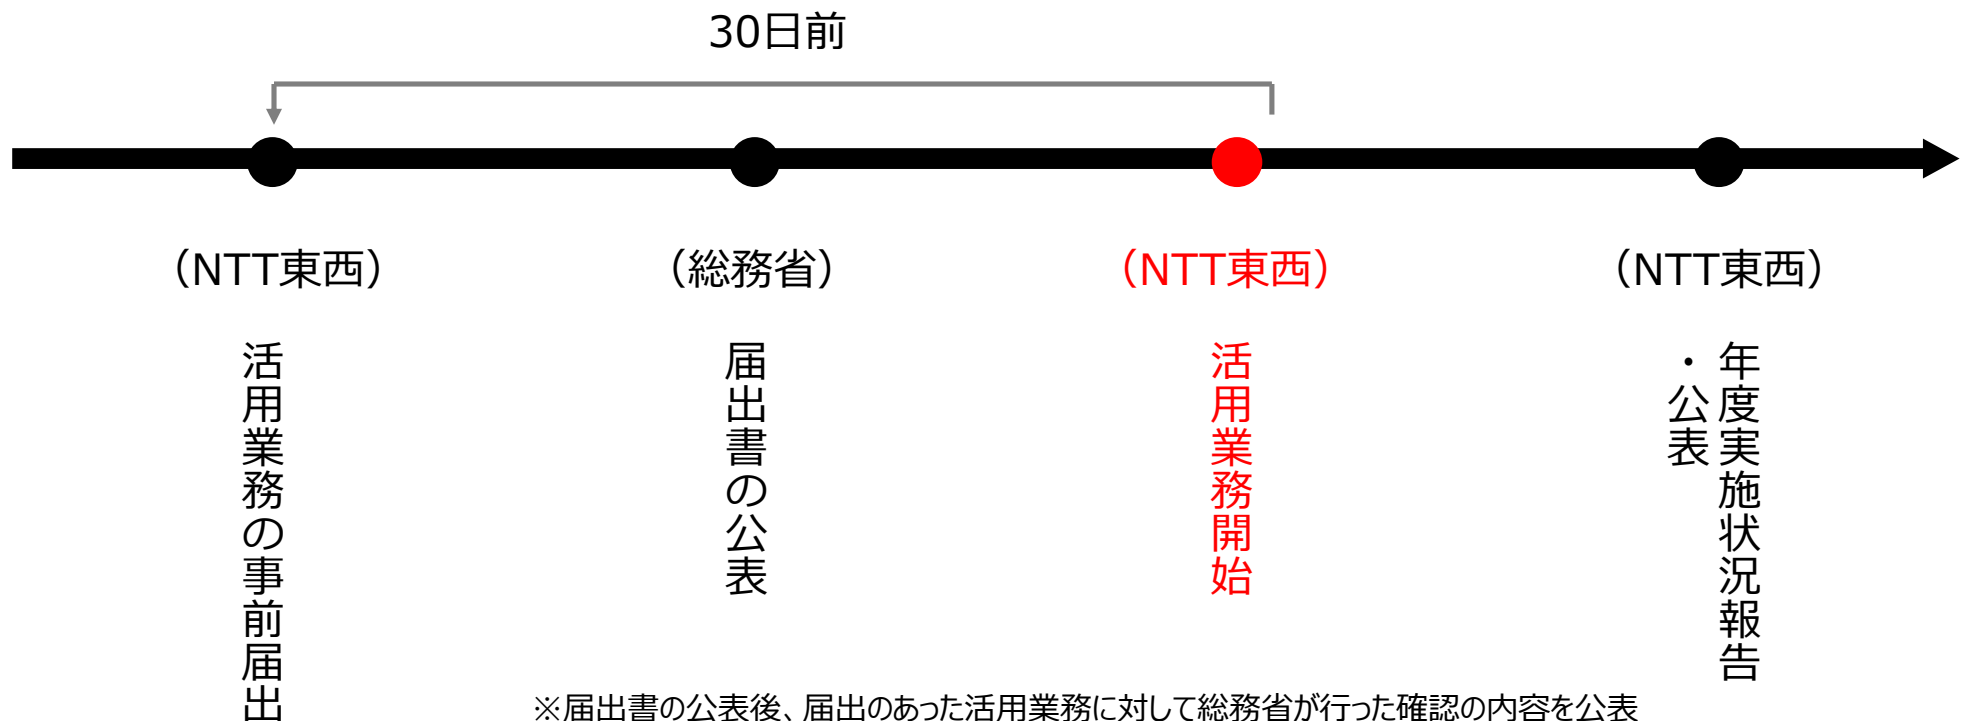 30日前
（NTT東西）
（総務省）
（NTT東西）
（NTT東西）
活用業務の事前届出
届出書の公表
活用業務開始
年度実施状況報告
・公表
※届出書の公表後、届出のあった活用業務に対して総務省が行った確認の内容を公表